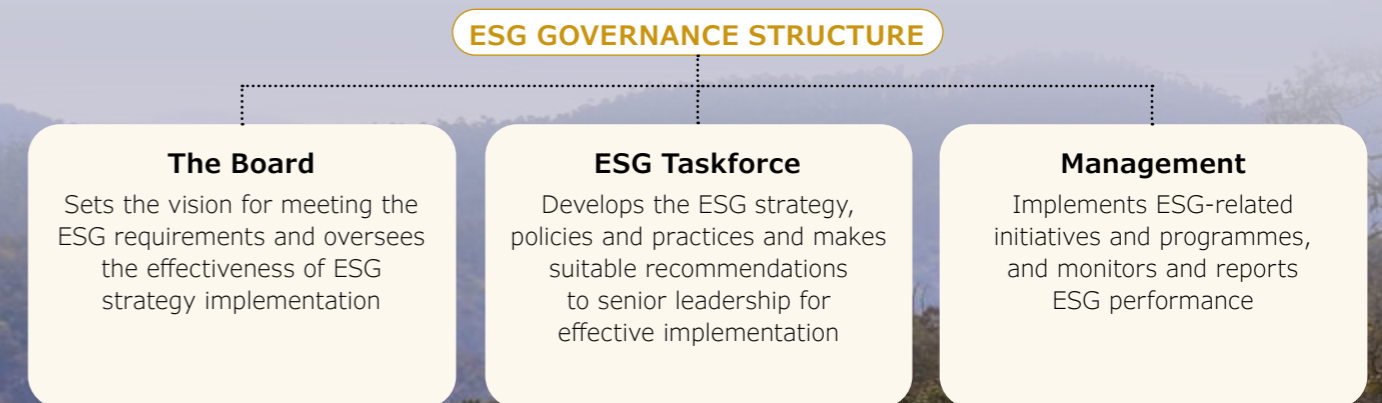 ESG GOVERNANCE STRUCTURE
The Board
Sets the vision for meeting the
ESG requirements and oversees
the effectiveness of ESG
strategy implementation
ESG Taskforce
Develops the ESG strategy,
policies and practices and makes
suitable recommendations
to senior leadership for
effective implementation
Management
Implements ESG-related
initiatives and programmes,
and monitors and reports
ESG performance